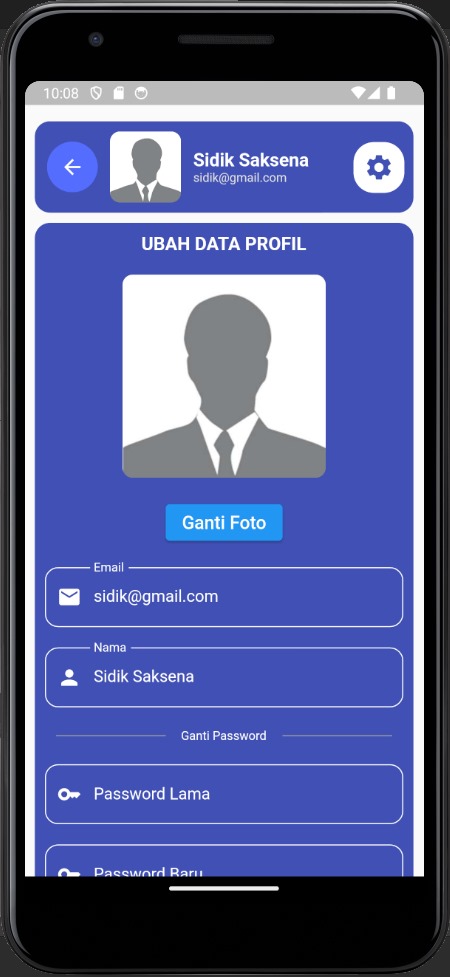 10:08
Sidik Saksena
sidik@gmail.com
UBAH DATA PROFIL
Ganti Foto
Email
sidik@gmail.com
Nama
Sidik Saksena
Ganti Password
Password Lama
Password Baru